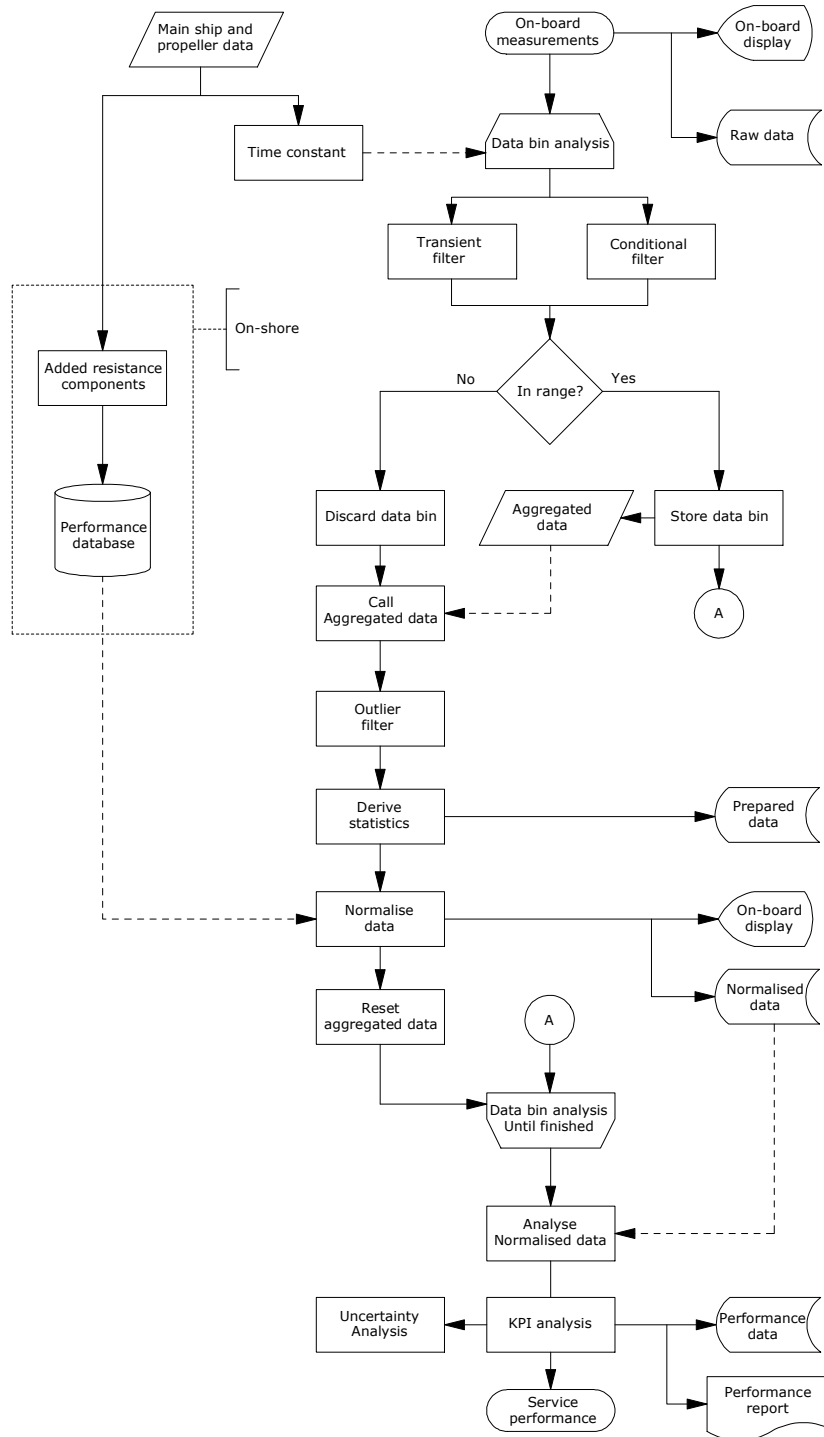 Main ship and
propeller data
On-board
measurements
On-board
display
Time constant
Data bin analysis
Raw data
Transient
filter
Conditional
filter
On-shore
Added resistance
components
No
In range?
Yes
Performance
database
Discard data bin
Aggregated
data
Store data bin
Call
Aggregated data
A
Outlier
filter
Derive
statistics
Prepared
data
Normalise
data
On-board
display
Reset
aggregated data
A
Normalised
data
Data bin analysis
Until finished
Analyse
Normalised data
Uncertainty
Analysis
KPI analysis
Performance
data
Service
performance
Performance
report